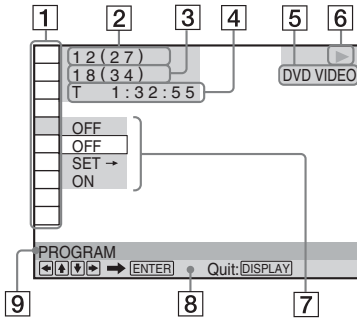 1 2 3 4 5 6
12(27)
18(34)
T 1:32:55
DVD VIDEO
OFF
OFF
SET →
ON
PROGRAM
←↑↓→ → ENTER Quit: DISPLAY
9 8 7